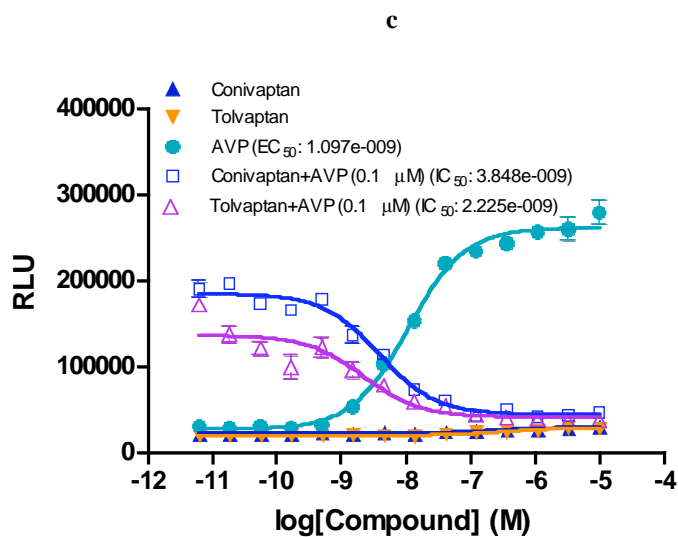 c
Conivaptan
Tolvaptan
AVP (EC50: 1.097e-009)
Conivaptan+AVP (0.1 μM) (IC50: 3.848e-009)
Tolvaptan+AVP (0.1 μM) (IC50: 2.225e-009)
400000
300000
200000
100000
0
RLU
-12 -11 -10 -9 -8 -7 -6 -5 -4
log[Compound] (M)